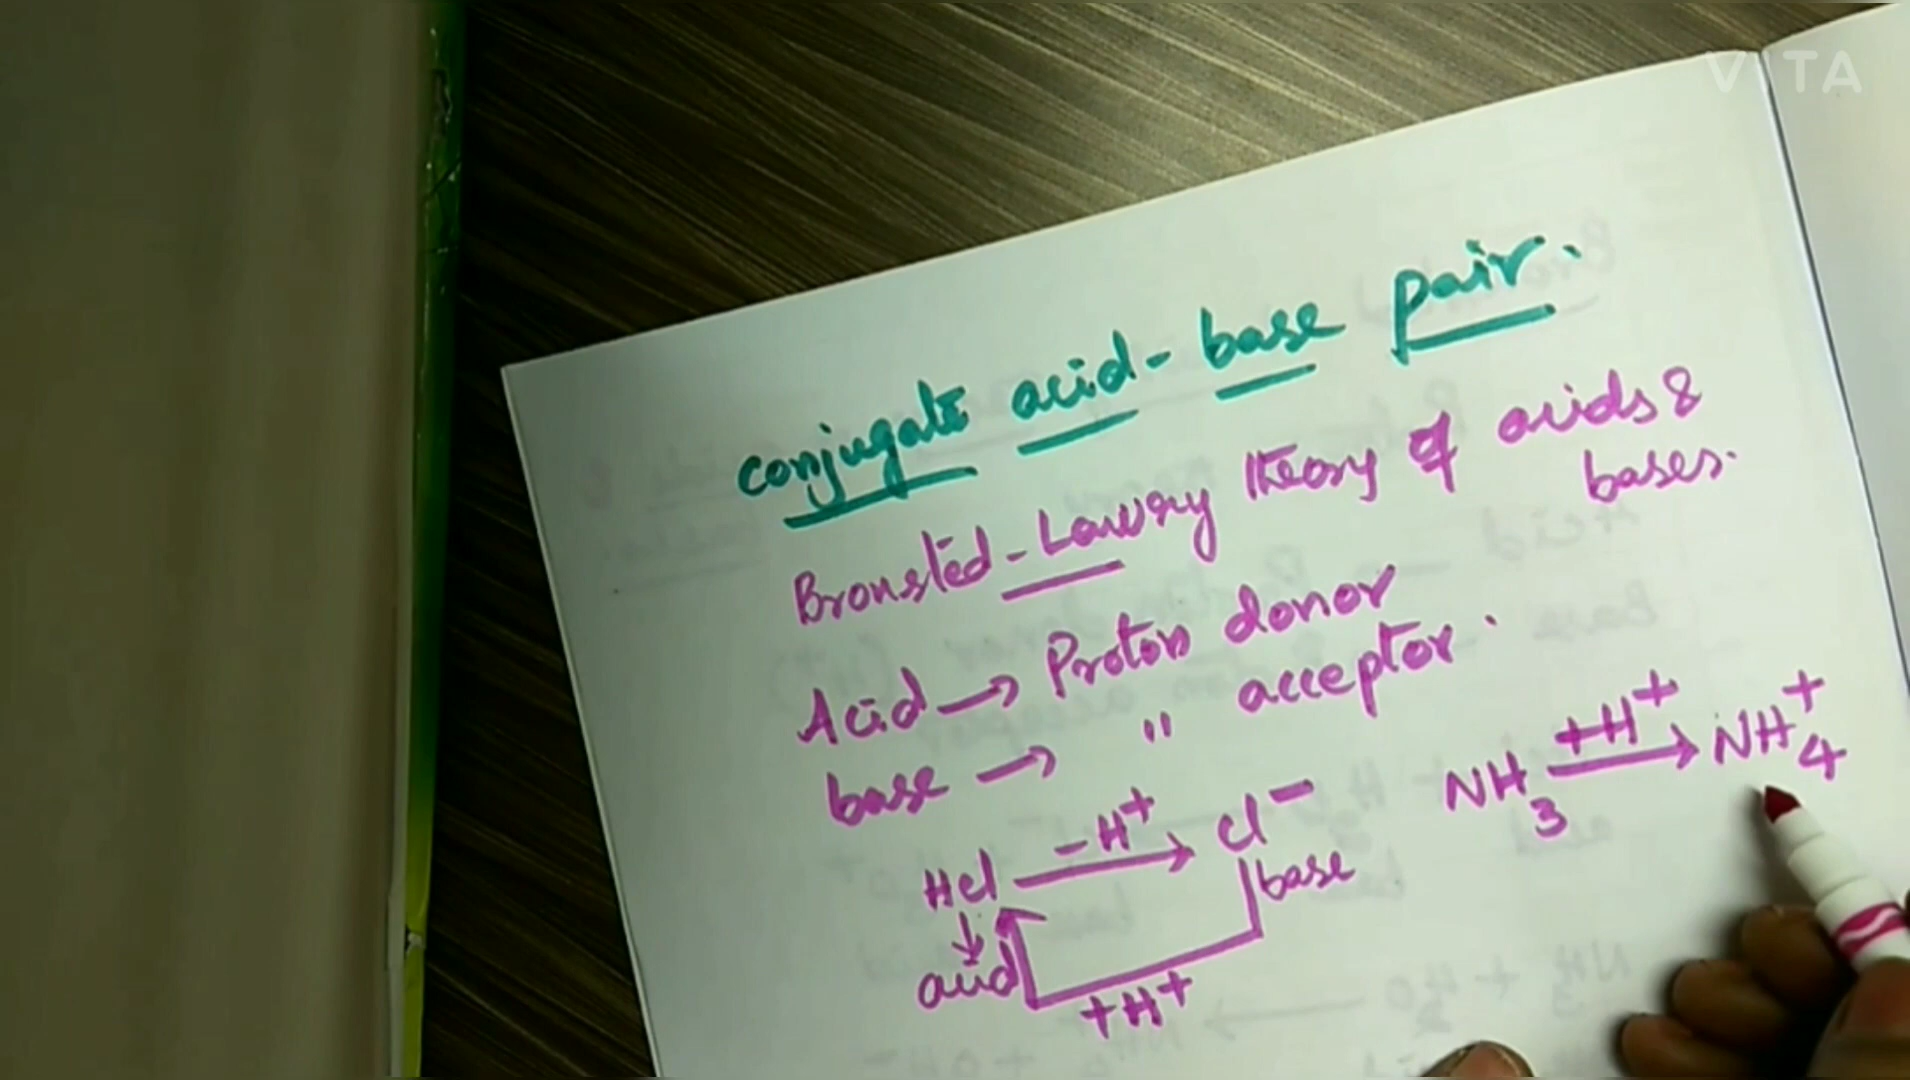 VITA
conjugate acid-base pair.
Bronsted-Lowry theory of acids &
bases.
Acid → Proton donor
base → " acceptor.
NH3 +H+→ NH4+
HCl -H+→ Cl-
base
acid
+H+